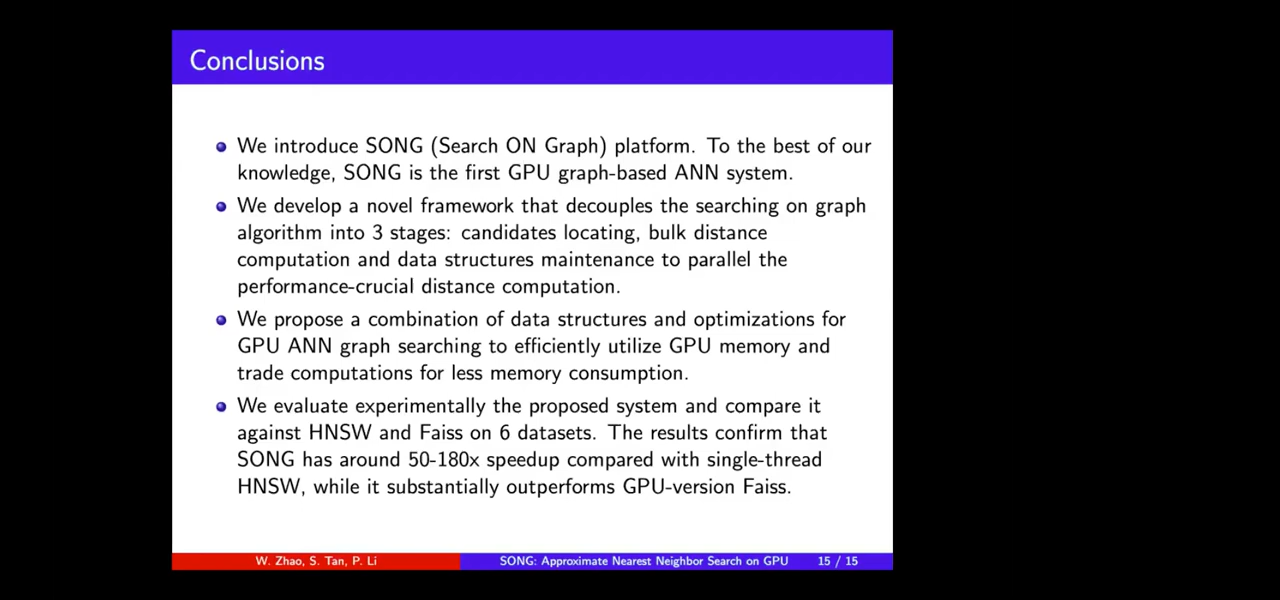 Conclusions
We introduce SONG (Search ON Graph) platform. To the best of our
knowledge, SONG is the first GPU graph-based ANN system.
We develop a novel framework that decouples the searching on graph
algorithm into 3 stages: candidates locating, bulk distance
computation and data structures maintenance to parallel the
performance-crucial distance computation.
We propose a combination of data structures and optimizations for
GPU ANN graph searching to efficiently utilize GPU memory and
trade computations for less memory consumption.
We evaluate experimentally the proposed system and compare it
against HNSW and Faiss on 6 datasets. The results confirm that
SONG has around 50-180x speedup compared with single-thread
HNSW, while it substantially outperforms GPU-version Faiss.
W. Zhao, S. Tan, P. Li SONG: Approximate Nearest Neighbor Search on GPU 15 / 15